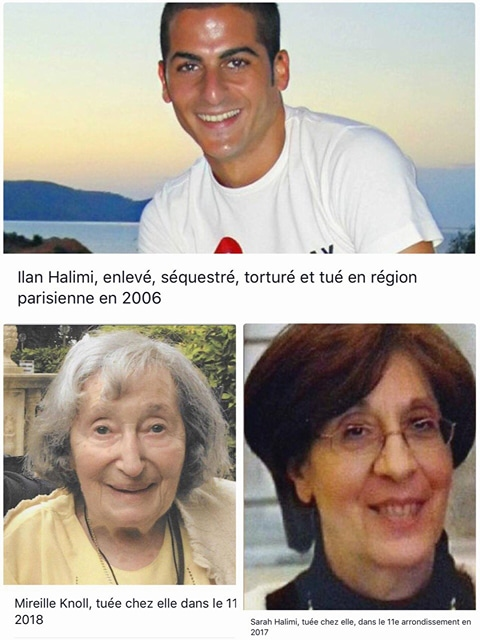 Ilan Halimi, enlevé, séquestré, torturé et tué en région
parisienne en 2006
Mireille Knoll, tuée chez elle dans le 11
2018
Sarah Halimi, tuée chez elle, dans le 11e arrondissement en
2017